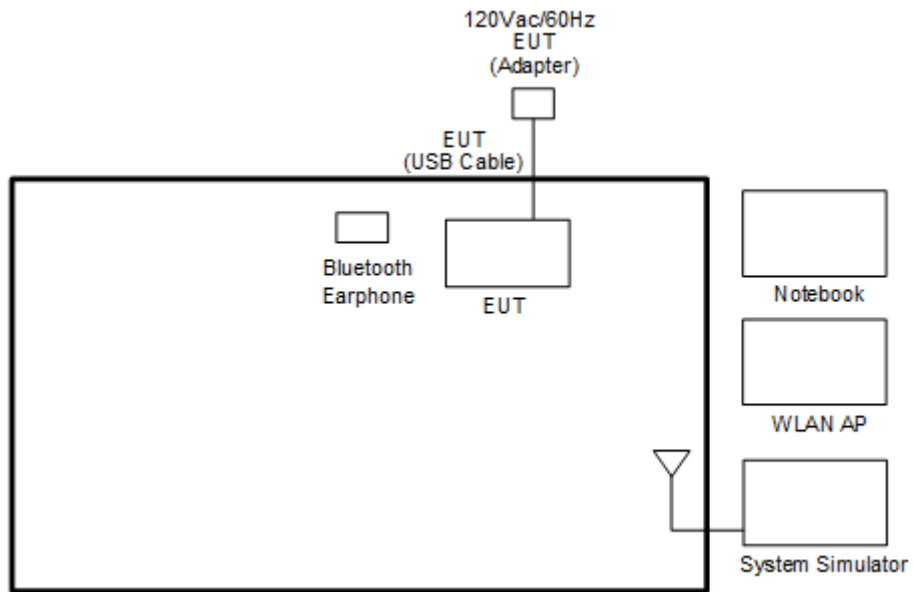 120Vac/60Hz
EUT
(Adapter)
EUT
(USB Cable)
Bluetooth
Earphone
EUT
Notebook
WLAN AP
System Simulator